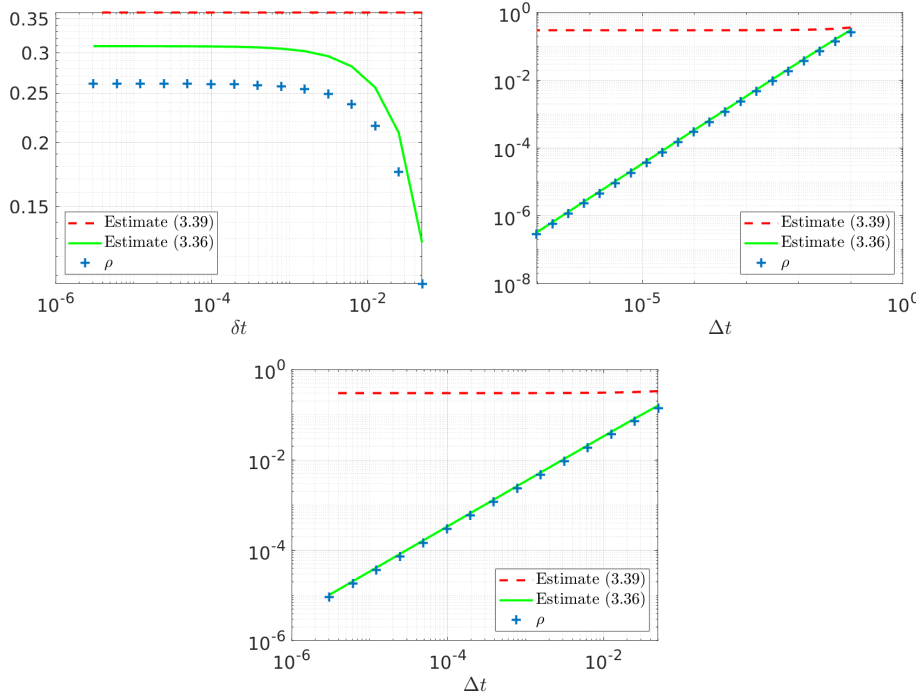 0.35
0.3
0.25
0.2
0.15
Estimate (3.39)
Estimate (3.36)
ρ
10^-6
10^-4
10^-2
δt
10^0
10^-2
10^-4
10^-6
10^-8
Estimate (3.39)
Estimate (3.36)
ρ
10^-5
10^0
Δt
10^0
10^-2
10^-4
10^-6
Estimate (3.39)
Estimate (3.36)
ρ
10^-6
10^-4
10^-2
Δt